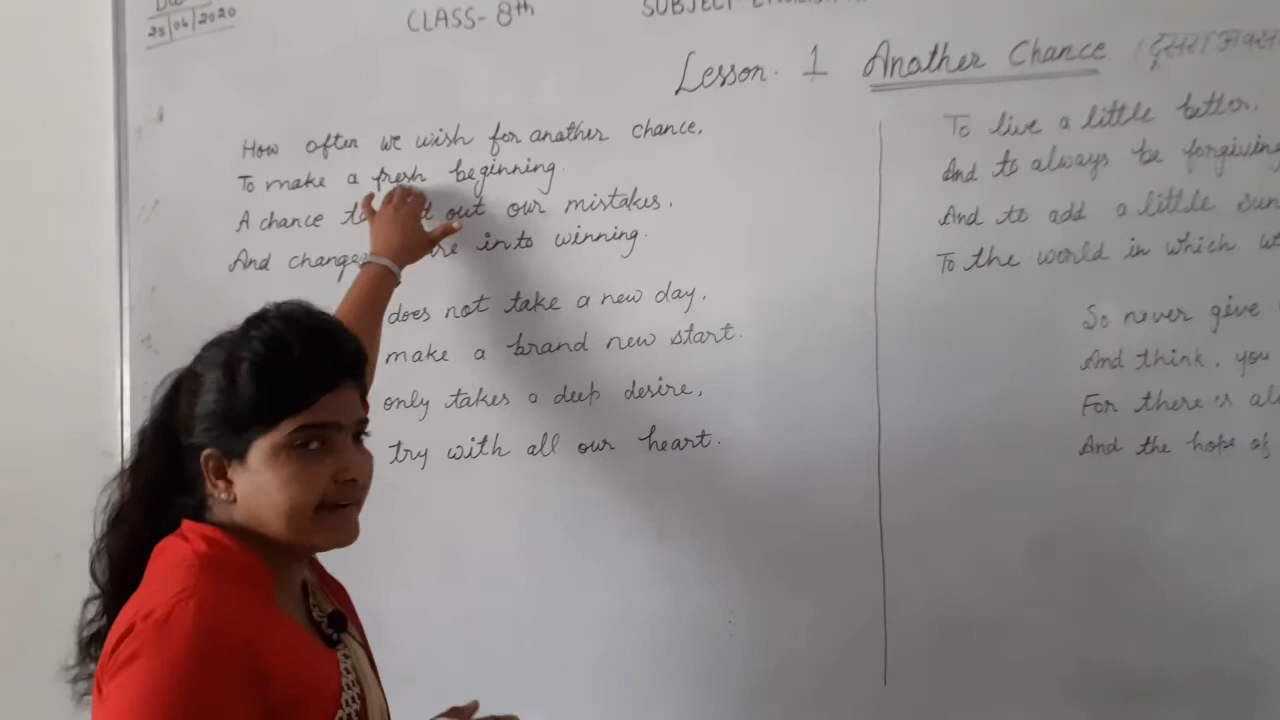 25/06/2020
CLASS- 8th
SUBJECT-
Lesson. 1 Another Chance (दूसरा
How often we wish for another chance,
To make a fresh beginning.
A chance out our mistakes,
And change into winning.
does not take a new day,
make a brand new start.
only takes a deep desire,
try with all our heart.
To live a little better,
And to always be forgiving
And to add a little
To the world in which
So never give
And think, you
For there's
And the hope of